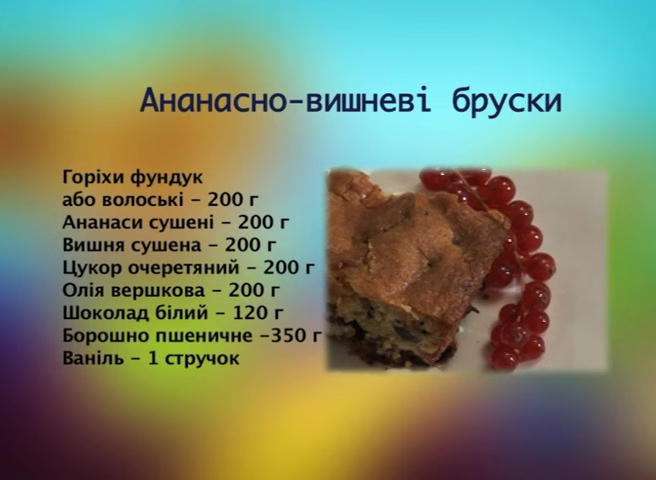 Ананасно-вишневі бруски
Горіхи фундук
або волоські - 200 г
Ананаси сушені - 200 г
Вишня сушена - 200 г
Цукор очеретяний - 200 г
Олія вершкова - 200 г
Шоколад білий - 120 г
Борошно пшеничне -350 г
Ваніль - 1 стручок